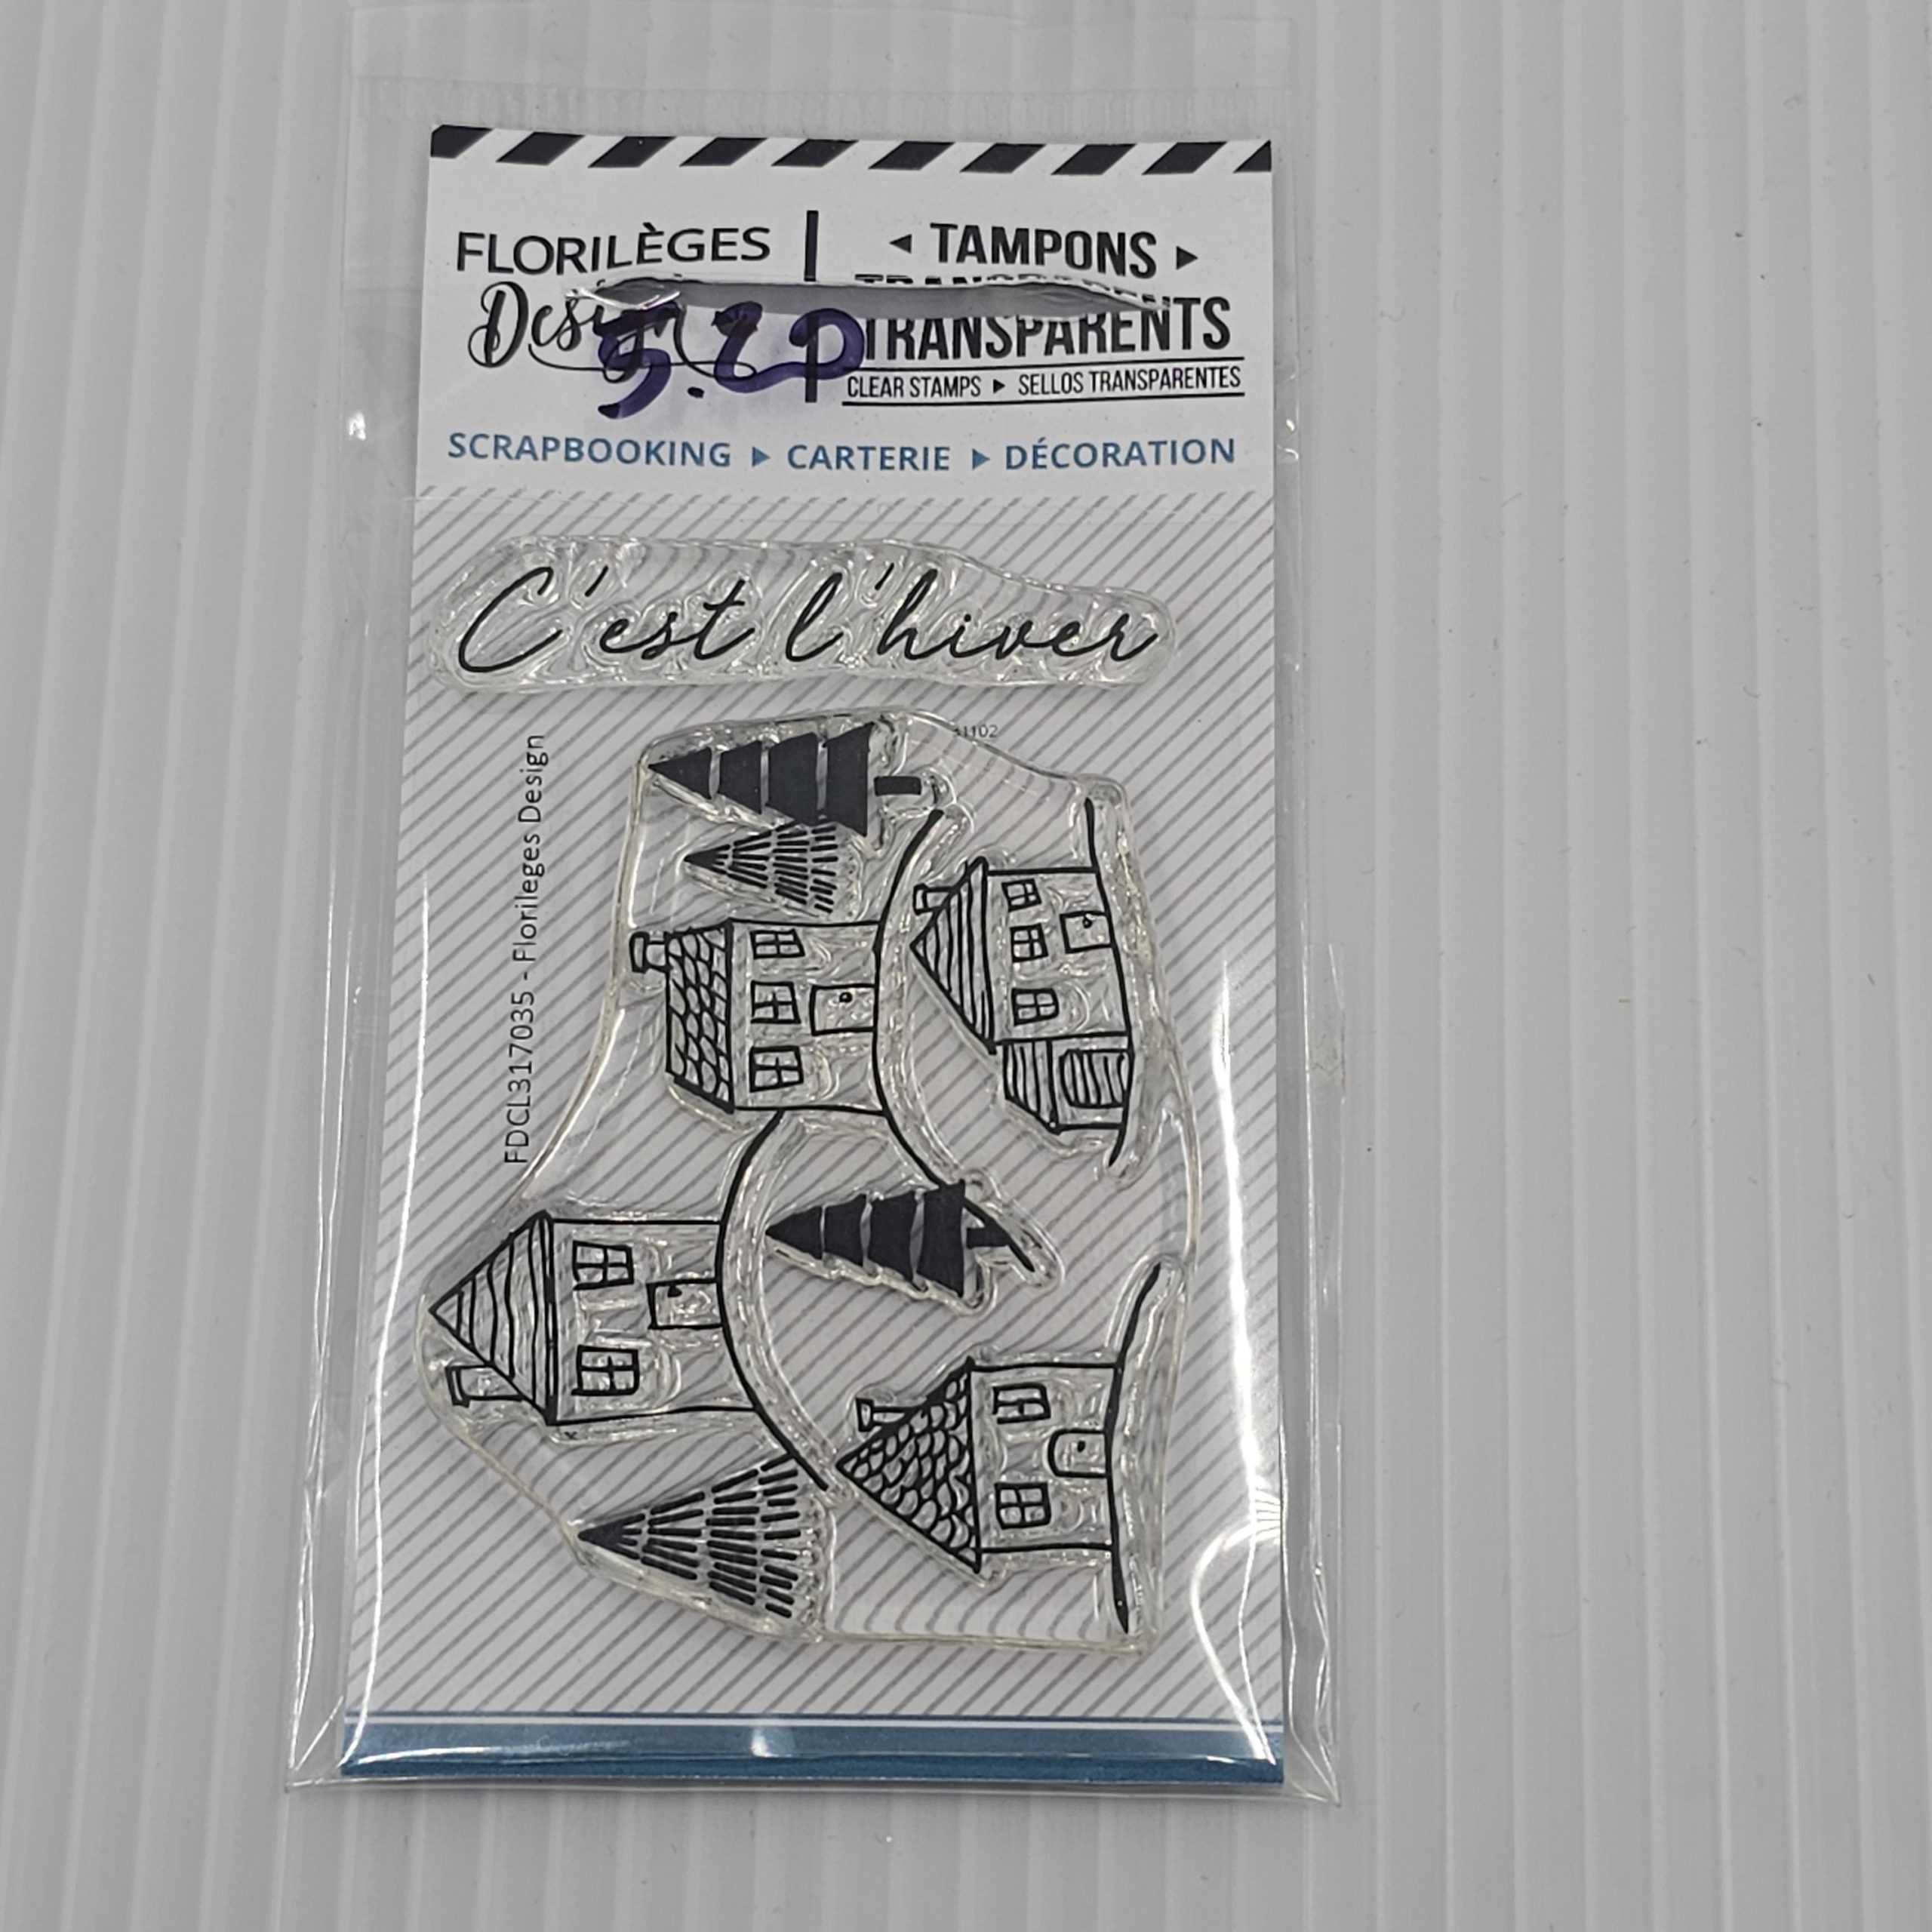 FLORILÈGES
Design
TAMPONS
TRANSPARENTS
CLEAR STAMPS ▸ SELLOS TRANSPARENTES
SCRAPBOOKING ▸ CARTERIE ▸ DÉCORATION
C'est l'hiver
FDCL317035 - Florileges Design